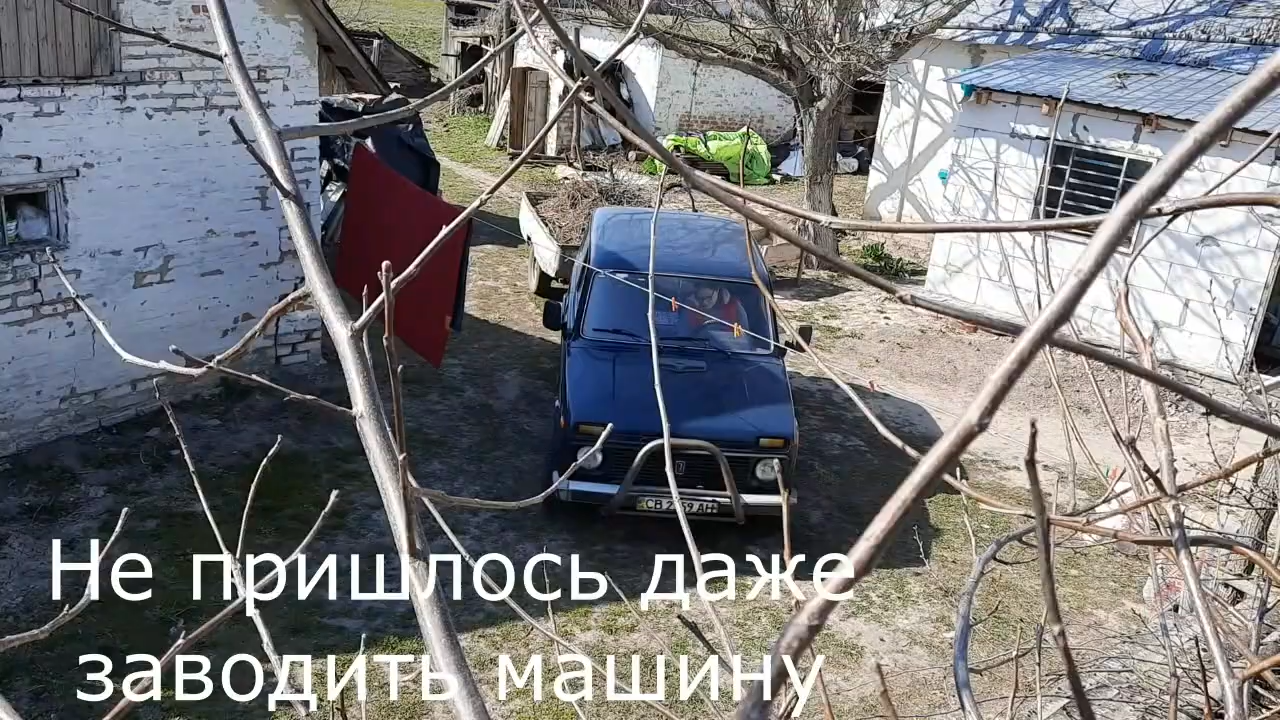 Не пришлось даже
заводить машину